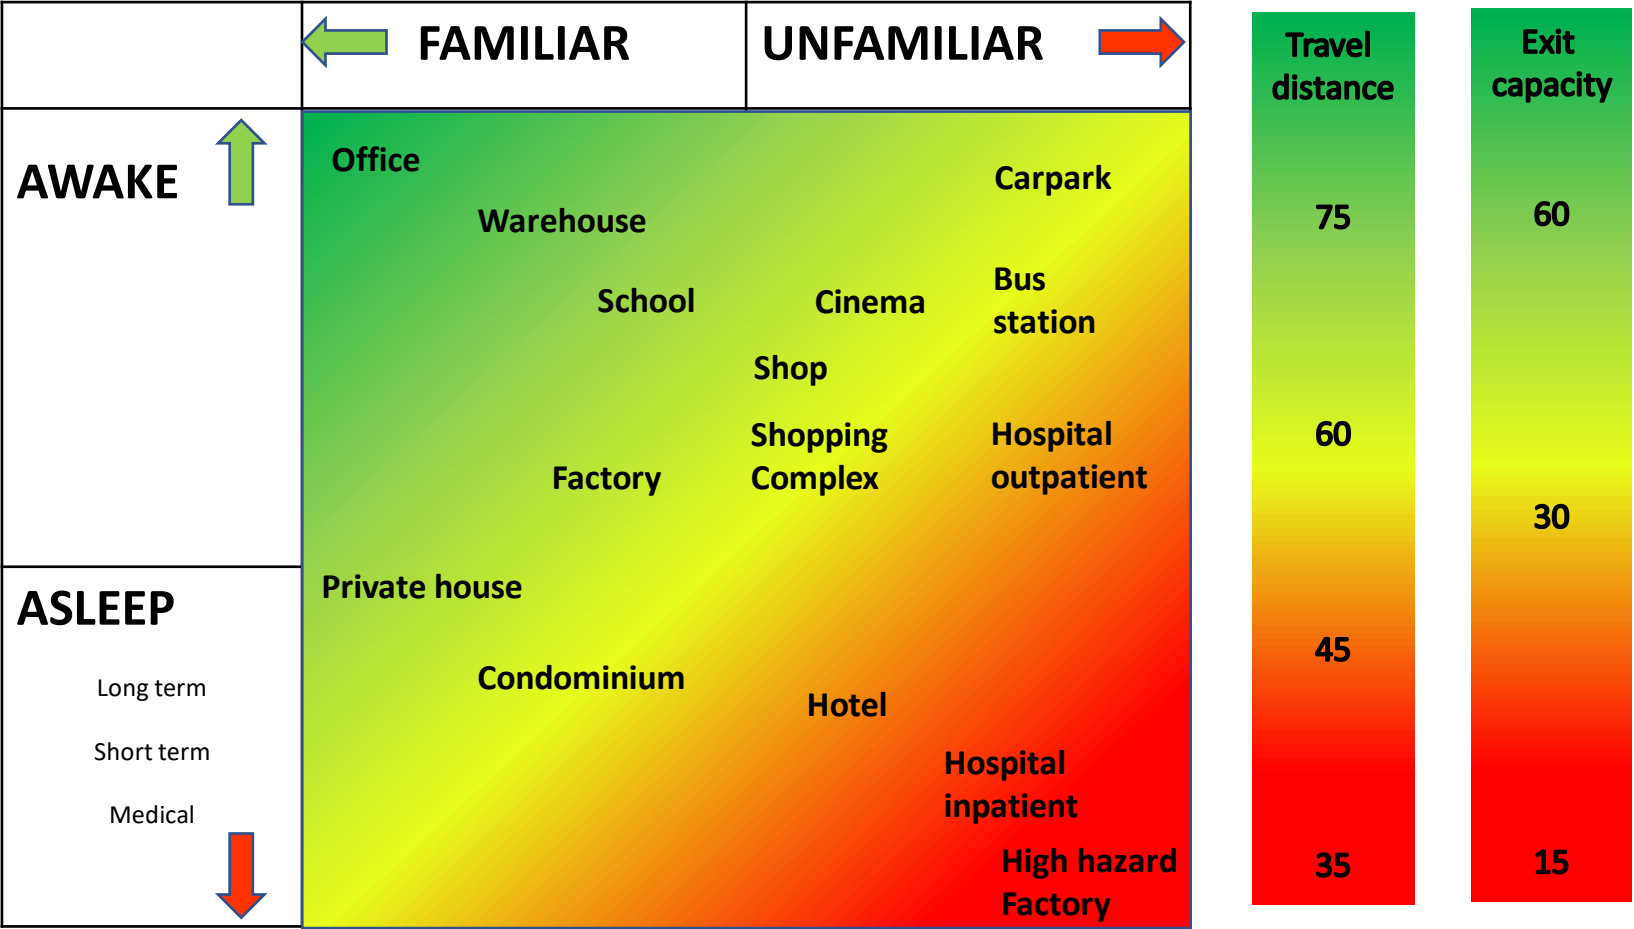 FAMILIAR
UNFAMILIAR
Travel
distance
Exit
capacity
AWAKE
Office
Carpark
Warehouse
75
60
School
Cinema
Bus
station
Shop
Shopping
Complex
Hospital
outpatient
Factory
60
30
ASLEEP
Private house
Long term
Condominium
Hotel
45
Short term
Hospital
inpatient
Medical
High hazard
Factory
35
15